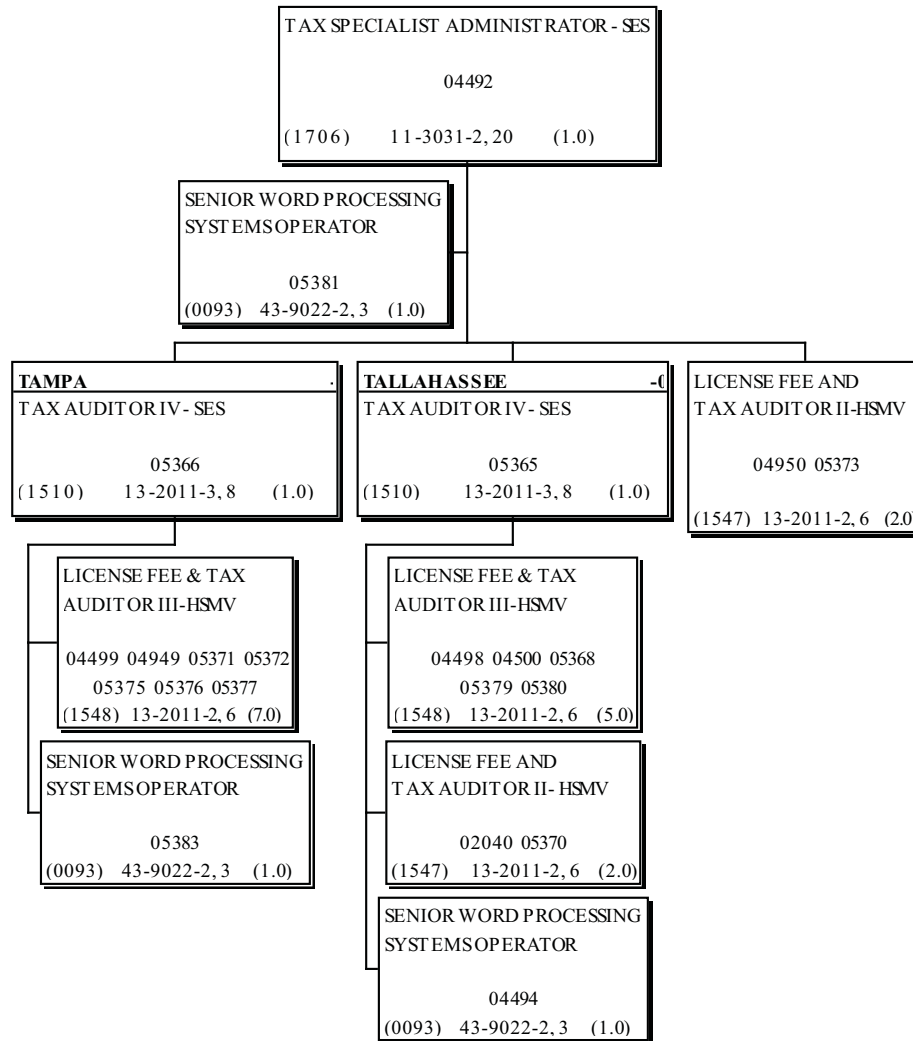 TAX SPECIALIST ADMINISTRATOR - SES
04492
(1706) 11-3031-2, 20 (1.0)
SENIOR WORD PROCESSING
SYSTEMS OPERATOR
05381
(0093) 43-9022-2, 3 (1.0)
TAMPA -
TAX AUDITOR IV - SES
05366
(1510) 13-2011-3, 8 (1.0)
TALLAHASSEE -0
TAX AUDITOR IV - SES
05365
(1510) 13-2011-3, 8 (1.0)
LICENSE FEE AND
TAX AUDITOR II-HSMV
04950 05373
(1547) 13-2011-2, 6 (2.0)
LICENSE FEE & TAX
AUDITOR III-HSMV
04499 04949 05371 05372
05375 05376 05377
(1548) 13-2011-2, 6 (7.0)
SENIOR WORD PROCESSING
SYSTEMS OPERATOR
05383
(0093) 43-9022-2, 3 (1.0)
LICENSE FEE & TAX
AUDITOR III-HSMV
04498 04500 05368
05379 05380
(1548) 13-2011-2, 6 (5.0)
LICENSE FEE AND
TAX AUDITOR II- HSMV
02040 05370
(1547) 13-2011-2, 6 (2.0)
SENIOR WORD PROCESSING
SYSTEMS OPERATOR
04494
(0093) 43-9022-2, 3 (1.0)